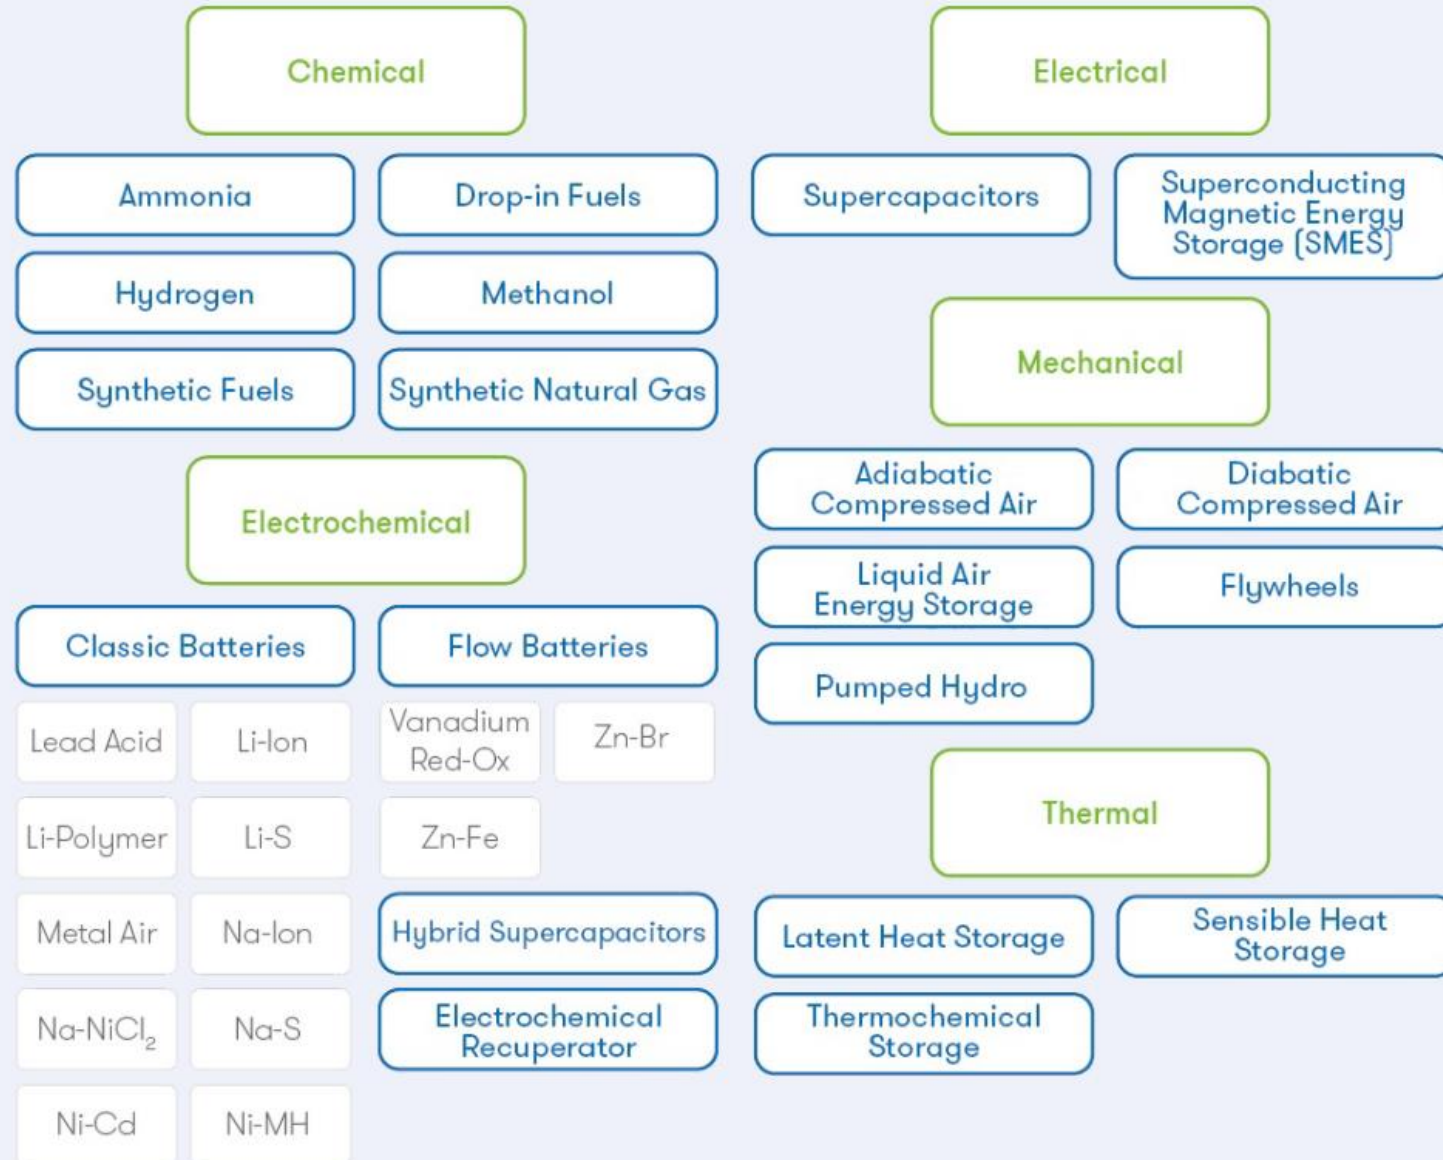 Chemical
Ammonia
Drop-in Fuels
Hydrogen
Methanol
Synthetic Fuels
Synthetic Natural Gas
Electrochemical
Classic Batteries
Flow Batteries
Lead Acid
Li-Ion
Vanadium
Red-Ox
Zn-Br
Li-Polymer
Li-S
Zn-Fe
Metal Air
Na-Ion
Hybrid Supercapacitors
Na-NiCl₂
Na-S
Electrochemical
Recuperator
Ni-Cd
Ni-MH
Electrical
Supercapacitors
Superconducting
Magnetic Energy
Storage (SMES)
Mechanical
Adiabatic
Compressed Air
Diabatic
Compressed Air
Liquid Air
Energy Storage
Flywheels
Pumped Hydro
Thermal
Latent Heat Storage
Sensible Heat
Storage
Thermochemical
Storage